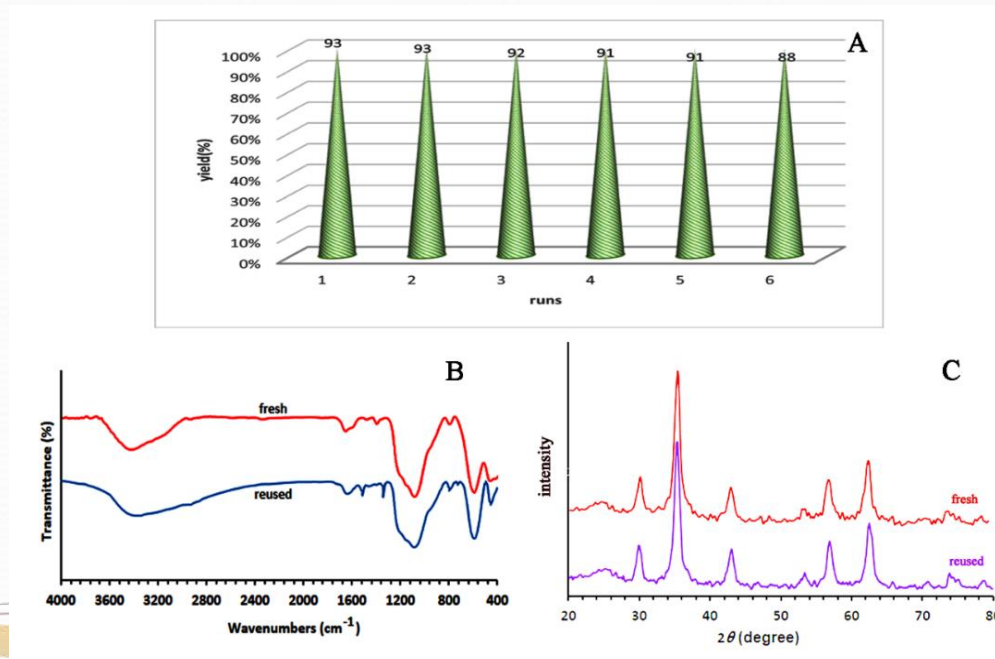 A
93 93 92 91 91 88
100%
90%
80%
70%
60%
50%
40%
30%
20%
10%
0%
yield(%)
1 2 3 4 5 6
runs
B
fresh
reused
Transmittance (%)
4000 3600 3200 2800 2400 2000 1600 1200 800 400
Wavenumbers (cm⁻¹)
C
intensity
fresh
reused
20 30 40 50 60 70 80
2θ (degree)